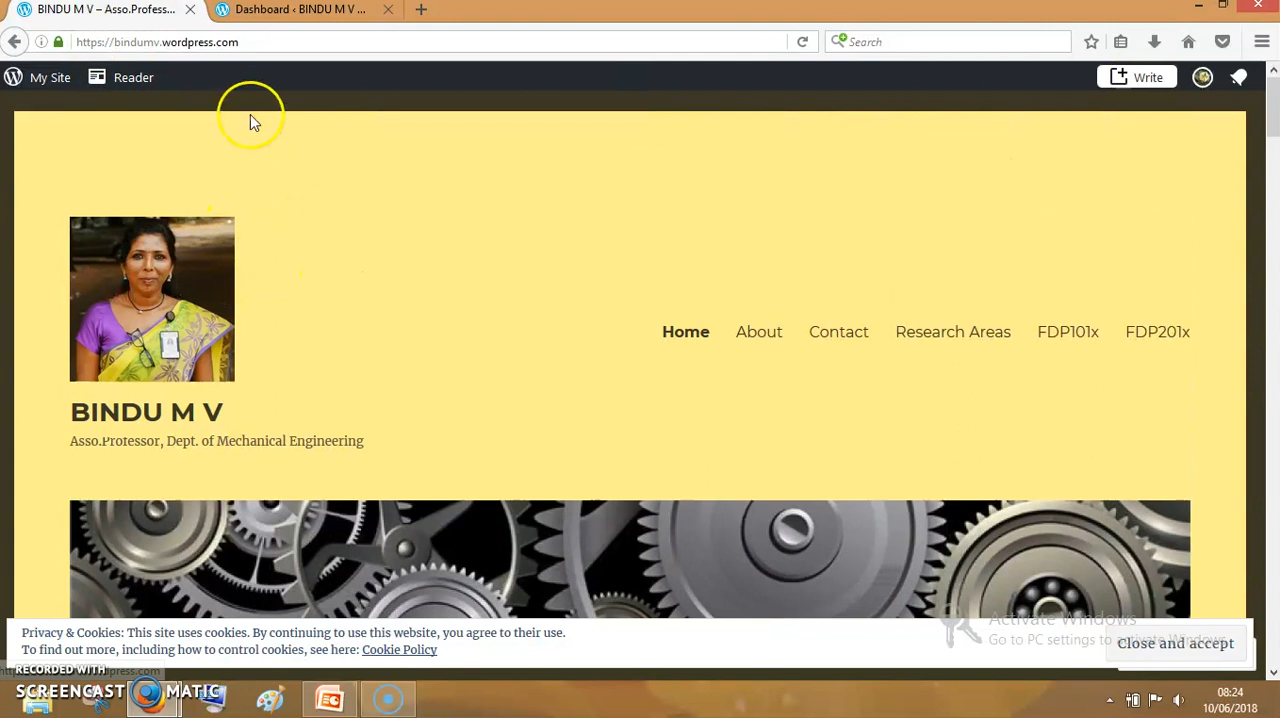 BINDU M V – Asso.Profess...
Dashboard ‹ BINDU M V ...
https://bindumv.wordpress.com
Search
My Site
Reader
Write
Home
About
Contact
Research Areas
FDP101x
FDP201x
BINDU M V
Asso.Professor, Dept. of Mechanical Engineering
Activate Windows
Go to PC settings to activate Windows.
Privacy & Cookies: This site uses cookies. By continuing to use this website, you agree to their use.
To find out more, including how to control cookies, see here: Cookie Policy
Close and accept
RECORDED WITH
SCREENCAST MATIC
08:24
10/06/2018